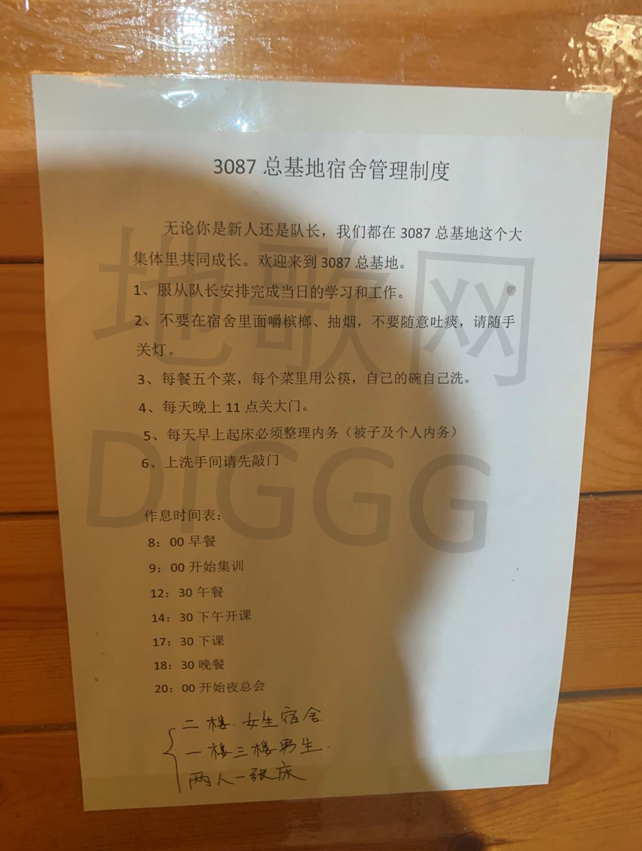 3087 总基地宿舍管理制度
无论你是新人还是队长，我们都在 3087 总基地这个大
集体里共同成长。欢迎来到 3087 总基地。
1、服从队长安排完成当日的学习和工作。
2、不要在宿舍里面嚼槟榔、抽烟，不要随意吐痰，请随手
关灯。
3、每餐五个菜，每个菜里用公筷，自己的碗自己洗。
4、每天晚上 11 点关大门。
5、每天早上起床必须整理内务（被子及个人内务）
6、上洗手间请先敲门
作息时间表：
8：00 早餐
9：00 开始集训
12：30 午餐
14：30 下午开课
17：30 下课
18：30 晚餐
20：00 开始夜总会
二楼.女生宿舍
一楼三楼男生.
两人一张床
地歌网
DIGGG